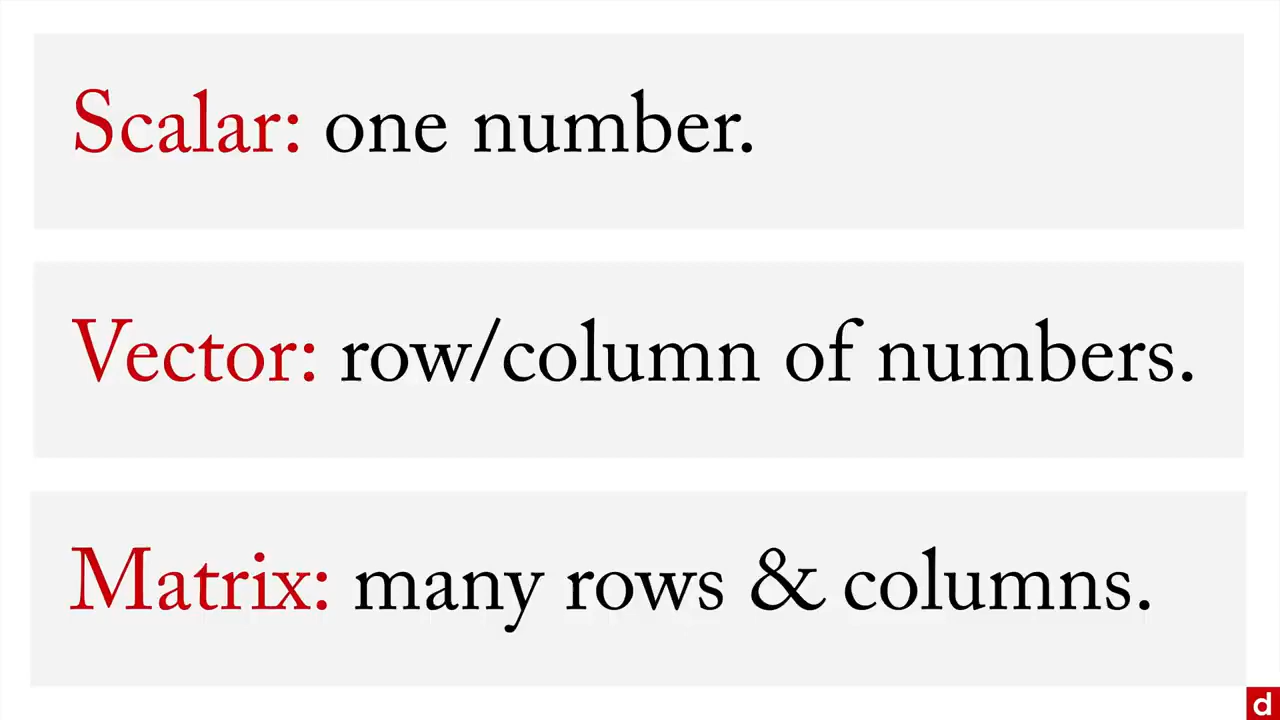 Scalar: one number.
Vector: row/column of numbers.
Matrix: many rows & columns.
d